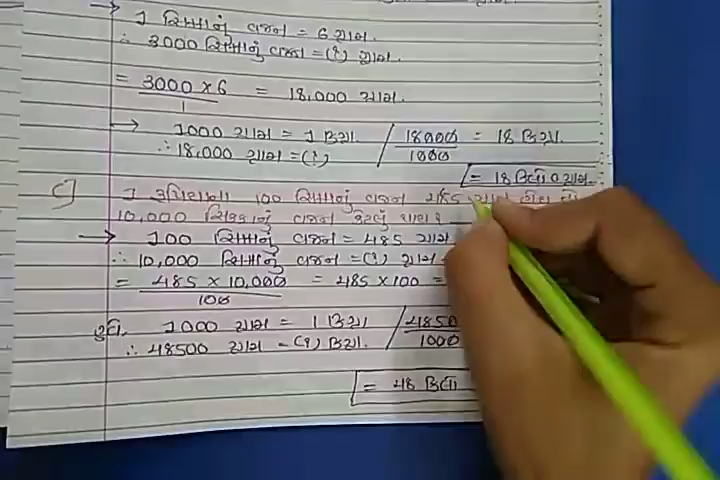 → 1 સિક્કાનું વજન = 6 ગ્રામ.
∴ 3000 સિક્કાનું વજન = (?) ગ્રામ.
= 3000 × 6 / 1 = 18,000 ગ્રામ.
→ 1000 ગ્રામ = 1 કિગ્રા. / 18000 / 1000 = 18 કિગ્રા.
∴ 18,000 ગ્રામ = (?)
= 18 કિલો 0 ગ્રામ.
c) 1 રૂપિયાના 100 સિક્કાનું વજન 485 ગ્રામ હોય તો
10,000 સિક્કાનું વજન કેટલું થાય ?
→ 100 સિક્કાનું વજન = 485 ગ્રામ
∴ 10,000 સિક્કાનું વજન = (?) ગ્રામ
= 485 × 10,000 / 100 = 485 × 100 =
હવે. 1000 ગ્રામ = 1 કિગ્રા / 4850 / 1000
∴ 48500 ગ્રામ = (?) કિગ્રા.
= 48 કિલો